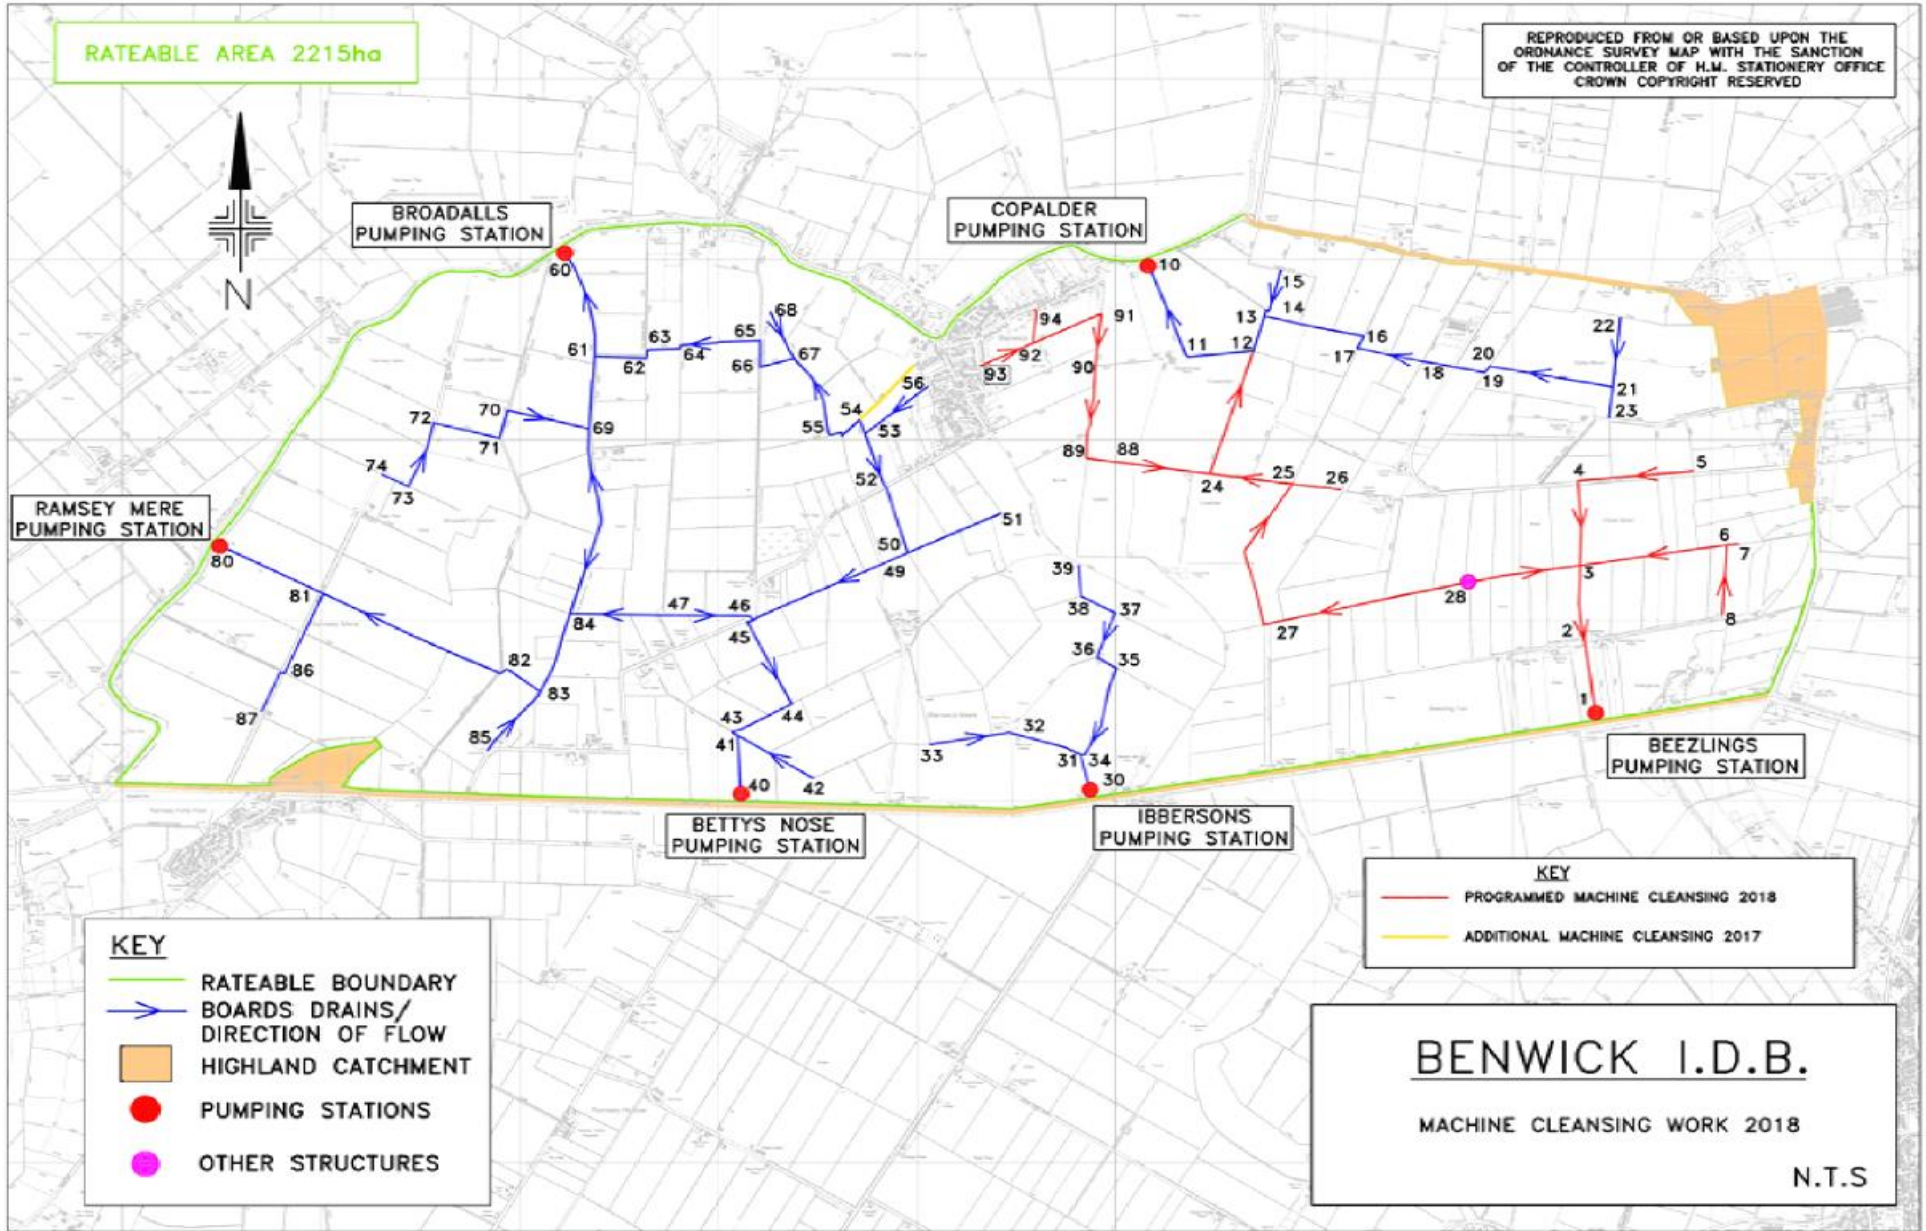 RATEABLE AREA 2215ha
REPRODUCED FROM OR BASED UPON THE
ORDNANCE SURVEY MAP WITH THE SANCTION
OF THE CONTROLLER OF H.M. STATIONERY OFFICE
CROWN COPYRIGHT RESERVED
N
BROADALLS
PUMPING STATION
COPALDER
PUMPING STATION
RAMSEY MERE
PUMPING STATION
BETTYS NOSE
PUMPING STATION
IBBERSONS
PUMPING STATION
BEEZLINGS
PUMPING STATION
60
10
15
14
13
68
94
91
22
63
65
16
61
64
92
11
12
17
20
62
66
67
93
90
18
19
21
56
23
72
70
54
69
71
55
53
89
88
74
52
25
26
4
5
73
24
51
6
50
7
80
49
39
3
81
28
47
46
38
37
8
84
45
27
2
82
36
35
86
83
1
87
43
44
32
85
41
33
31
34
40
42
30
KEY
PROGRAMMED MACHINE CLEANSING 2018
ADDITIONAL MACHINE CLEANSING 2017
KEY
RATEABLE BOUNDARY
BOARDS DRAINS/
DIRECTION OF FLOW
HIGHLAND CATCHMENT
PUMPING STATIONS
OTHER STRUCTURES
BENWICK I.D.B.
MACHINE CLEANSING WORK 2018
N.T.S